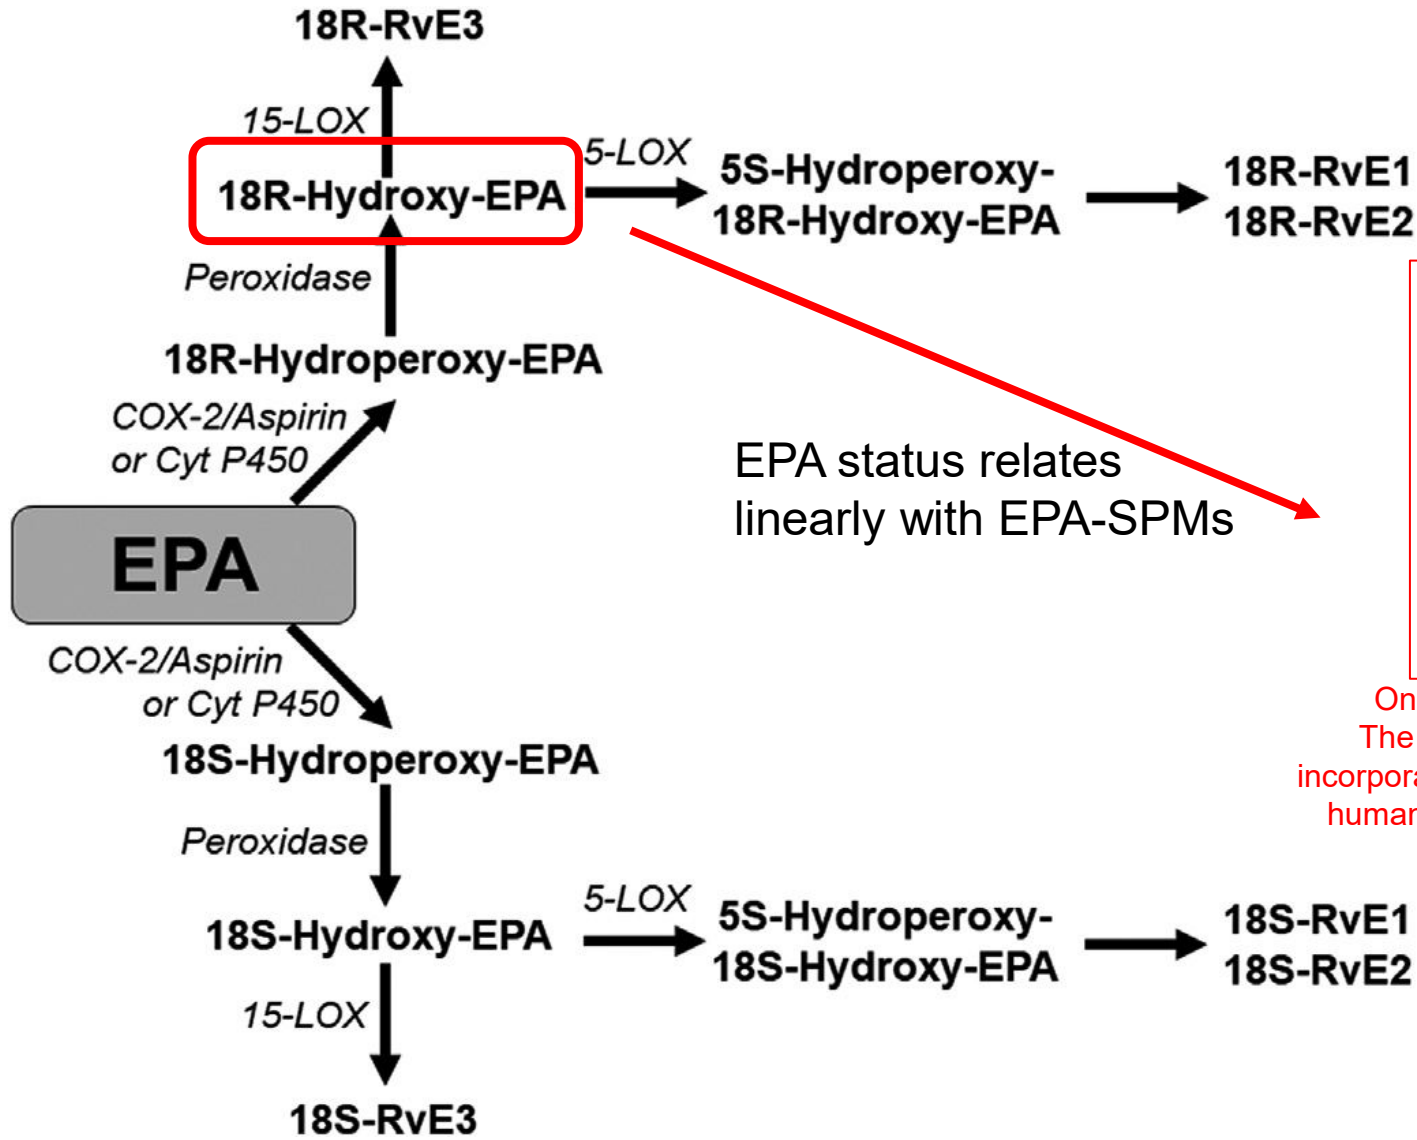 18R-RvE3
15-LOX
18R-Hydroxy-EPA
5-LOX
5S-Hydroperoxy-
18R-Hydroxy-EPA
18R-RvE1
18R-RvE2
Peroxidase
18R-Hydroperoxy-EPA
COX-2/Aspirin
or Cyt P450
EPA status relates
linearly with EPA-SPMs
EPA
COX-2/Aspirin
or Cyt P450
18S-Hydroperoxy-EPA
On
The
Peroxidase
18S-Hydroxy-EPA
5-LOX
5S-Hydroperoxy-
18S-Hydroxy-EPA
18S-RvE1
18S-RvE2
15-LOX
18S-RvE3